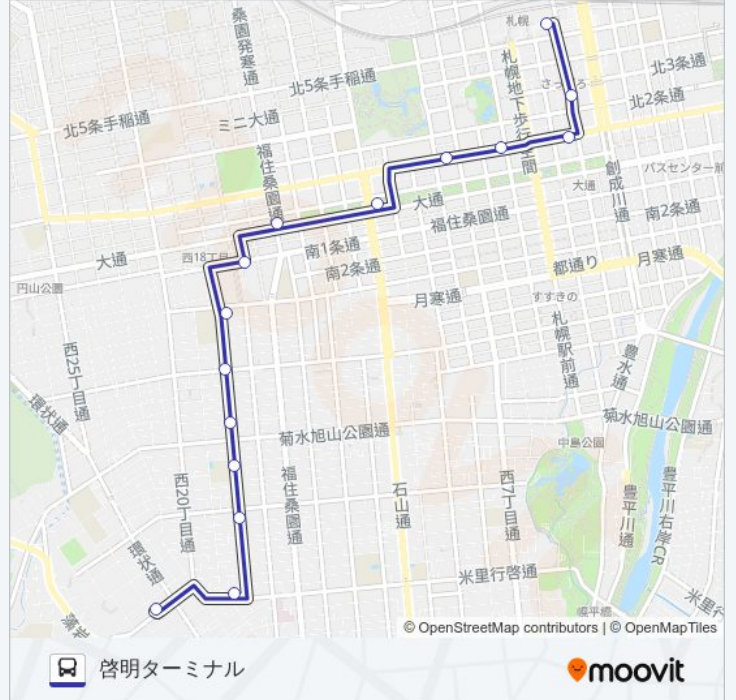 札幌
桑園発寒通
札幌地下歩行空間
北3条通
北5条手稲通
さっぽろ
北2条通
北5条手稲通
ミニ大通
福住桑園通
バスセンター前
創成川通
大通
大通
南2条通
福住桑園通
南1条通
大通
西18丁目
南2条通
都通り
月寒通
円山公園
月寒通
すすきの
札幌駅前通
豊水通
西25丁目通
環状通
菊水旭山公園通
菊水旭山公園通
中島公園
西20丁目通
福住桑園通
石山通
西7丁目通
豊平川通
豊平川右岸CR
環状通
米里行啓通
幌平橋
© OpenStreetMap contributors | © OpenMapTiles
啓明ターミナル
moovit